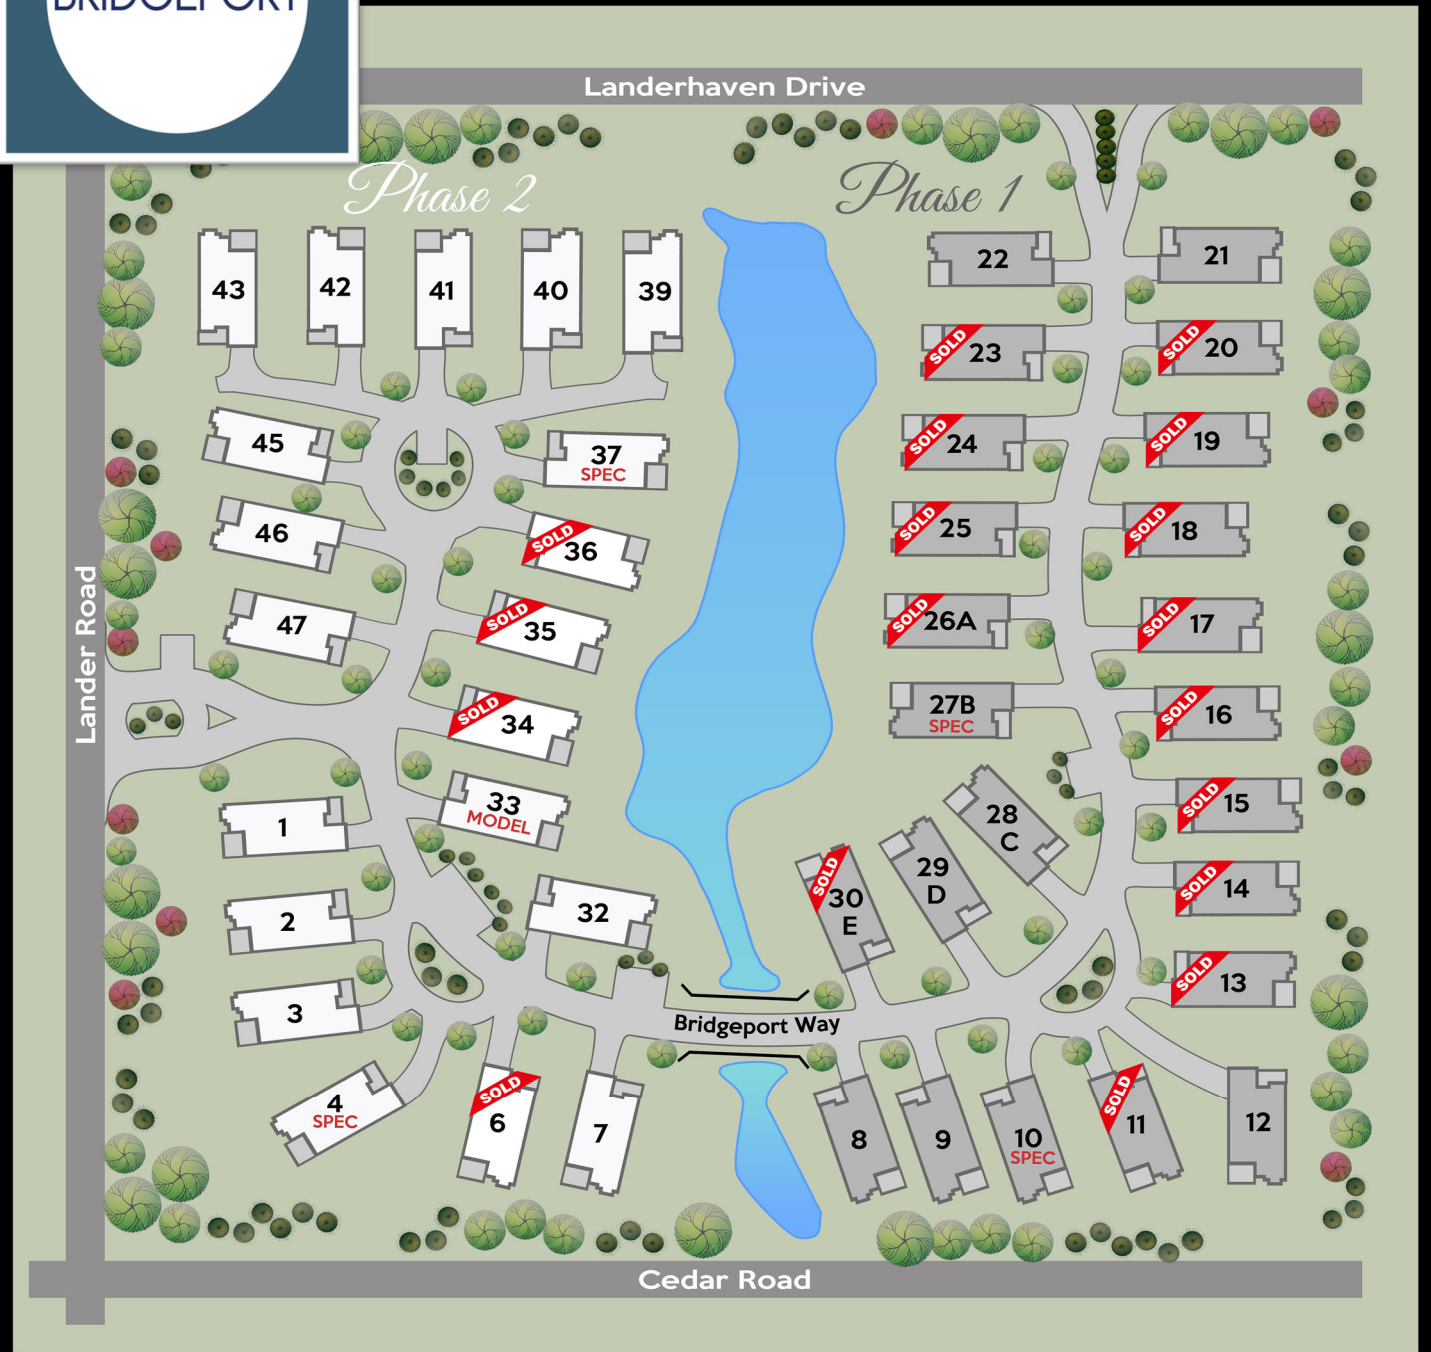 BRIDGEPORT
Landerhaven Drive
Phase 2
Phase 1
43
42
41
40
39
22
21
SOLD
23
SOLD
20
45
37
SPEC
SOLD
24
SOLD
19
46
SOLD
36
SOLD
25
SOLD
18
47
SOLD
35
SOLD
26A
SOLD
17
Lander Road
SOLD
34
27B
SPEC
SOLD
16
1
33
MODEL
28
C
SOLD
15
2
32
SOLD
30
E
29
D
SOLD
14
3
SOLD
13
Bridgeport Way
4
SPEC
SOLD
6
7
8
9
10
SPEC
SOLD
11
12
Cedar Road